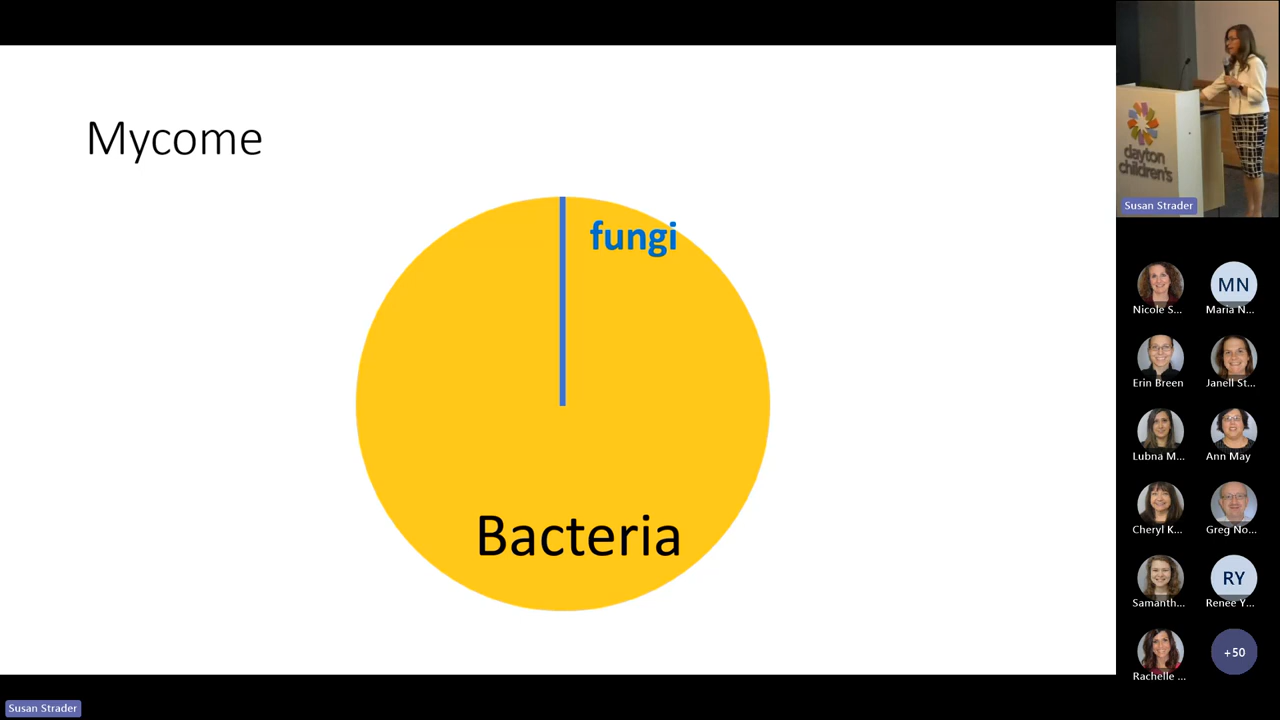 Mycome
fungi
Bacteria
dayton
children's
Susan Strader
Nicole S...
MN
Maria N...
Erin Breen
Janell St...
Lubna M...
Ann May
Cheryl K...
Greg No...
Samanth...
RY
Renee Y...
Rachelle ...
+50
Susan Strader